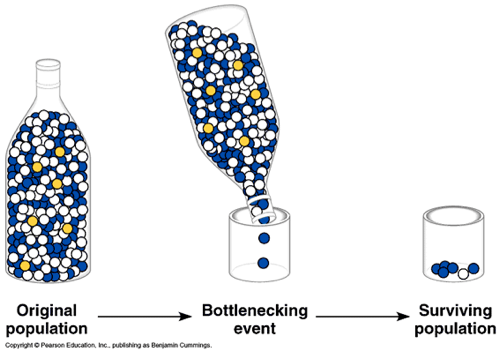 Original
population
Bottlenecking
event
Surviving
population
Copyright © Pearson Education, Inc., publishing as Benjamin Cummings.